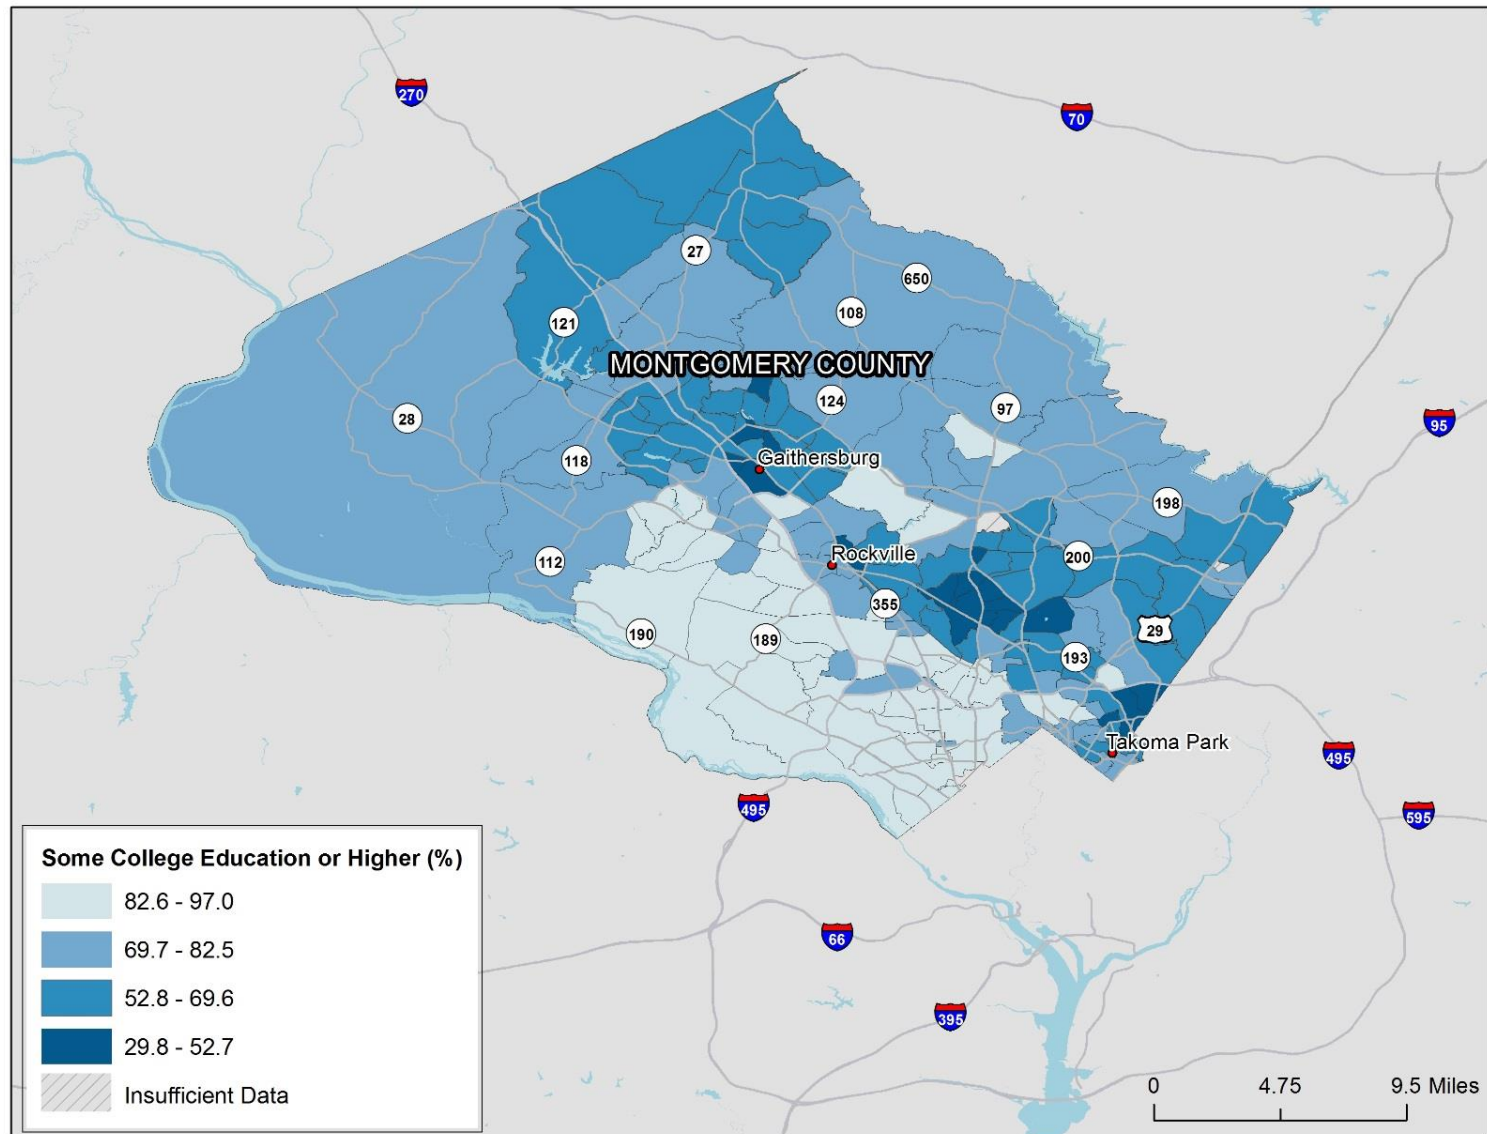 270
70
27
650
108
121
MONTGOMERY COUNTY
124
97
28
95
118
Gaithersburg
198
112
Rockville
200
355
190
189
29
193
Takoma Park
495
495
595
66
395
Some College Education or Higher (%)
82.6 - 97.0
69.7 - 82.5
52.8 - 69.6
29.8 - 52.7
Insufficient Data
0 4.75 9.5 Miles